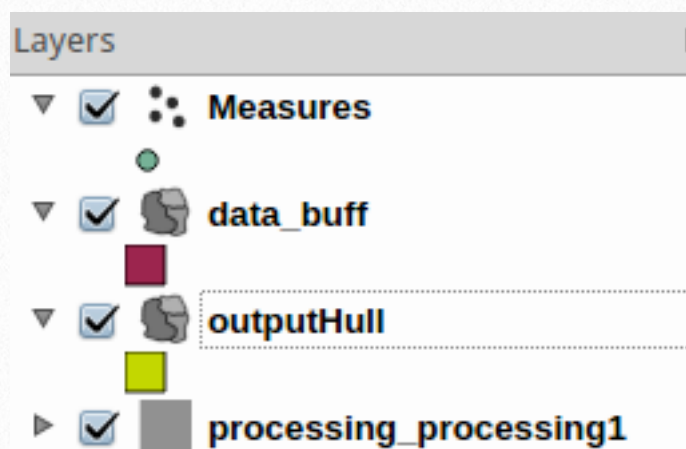 Layers
Measures
data_buff
outputHull
processing_processing1